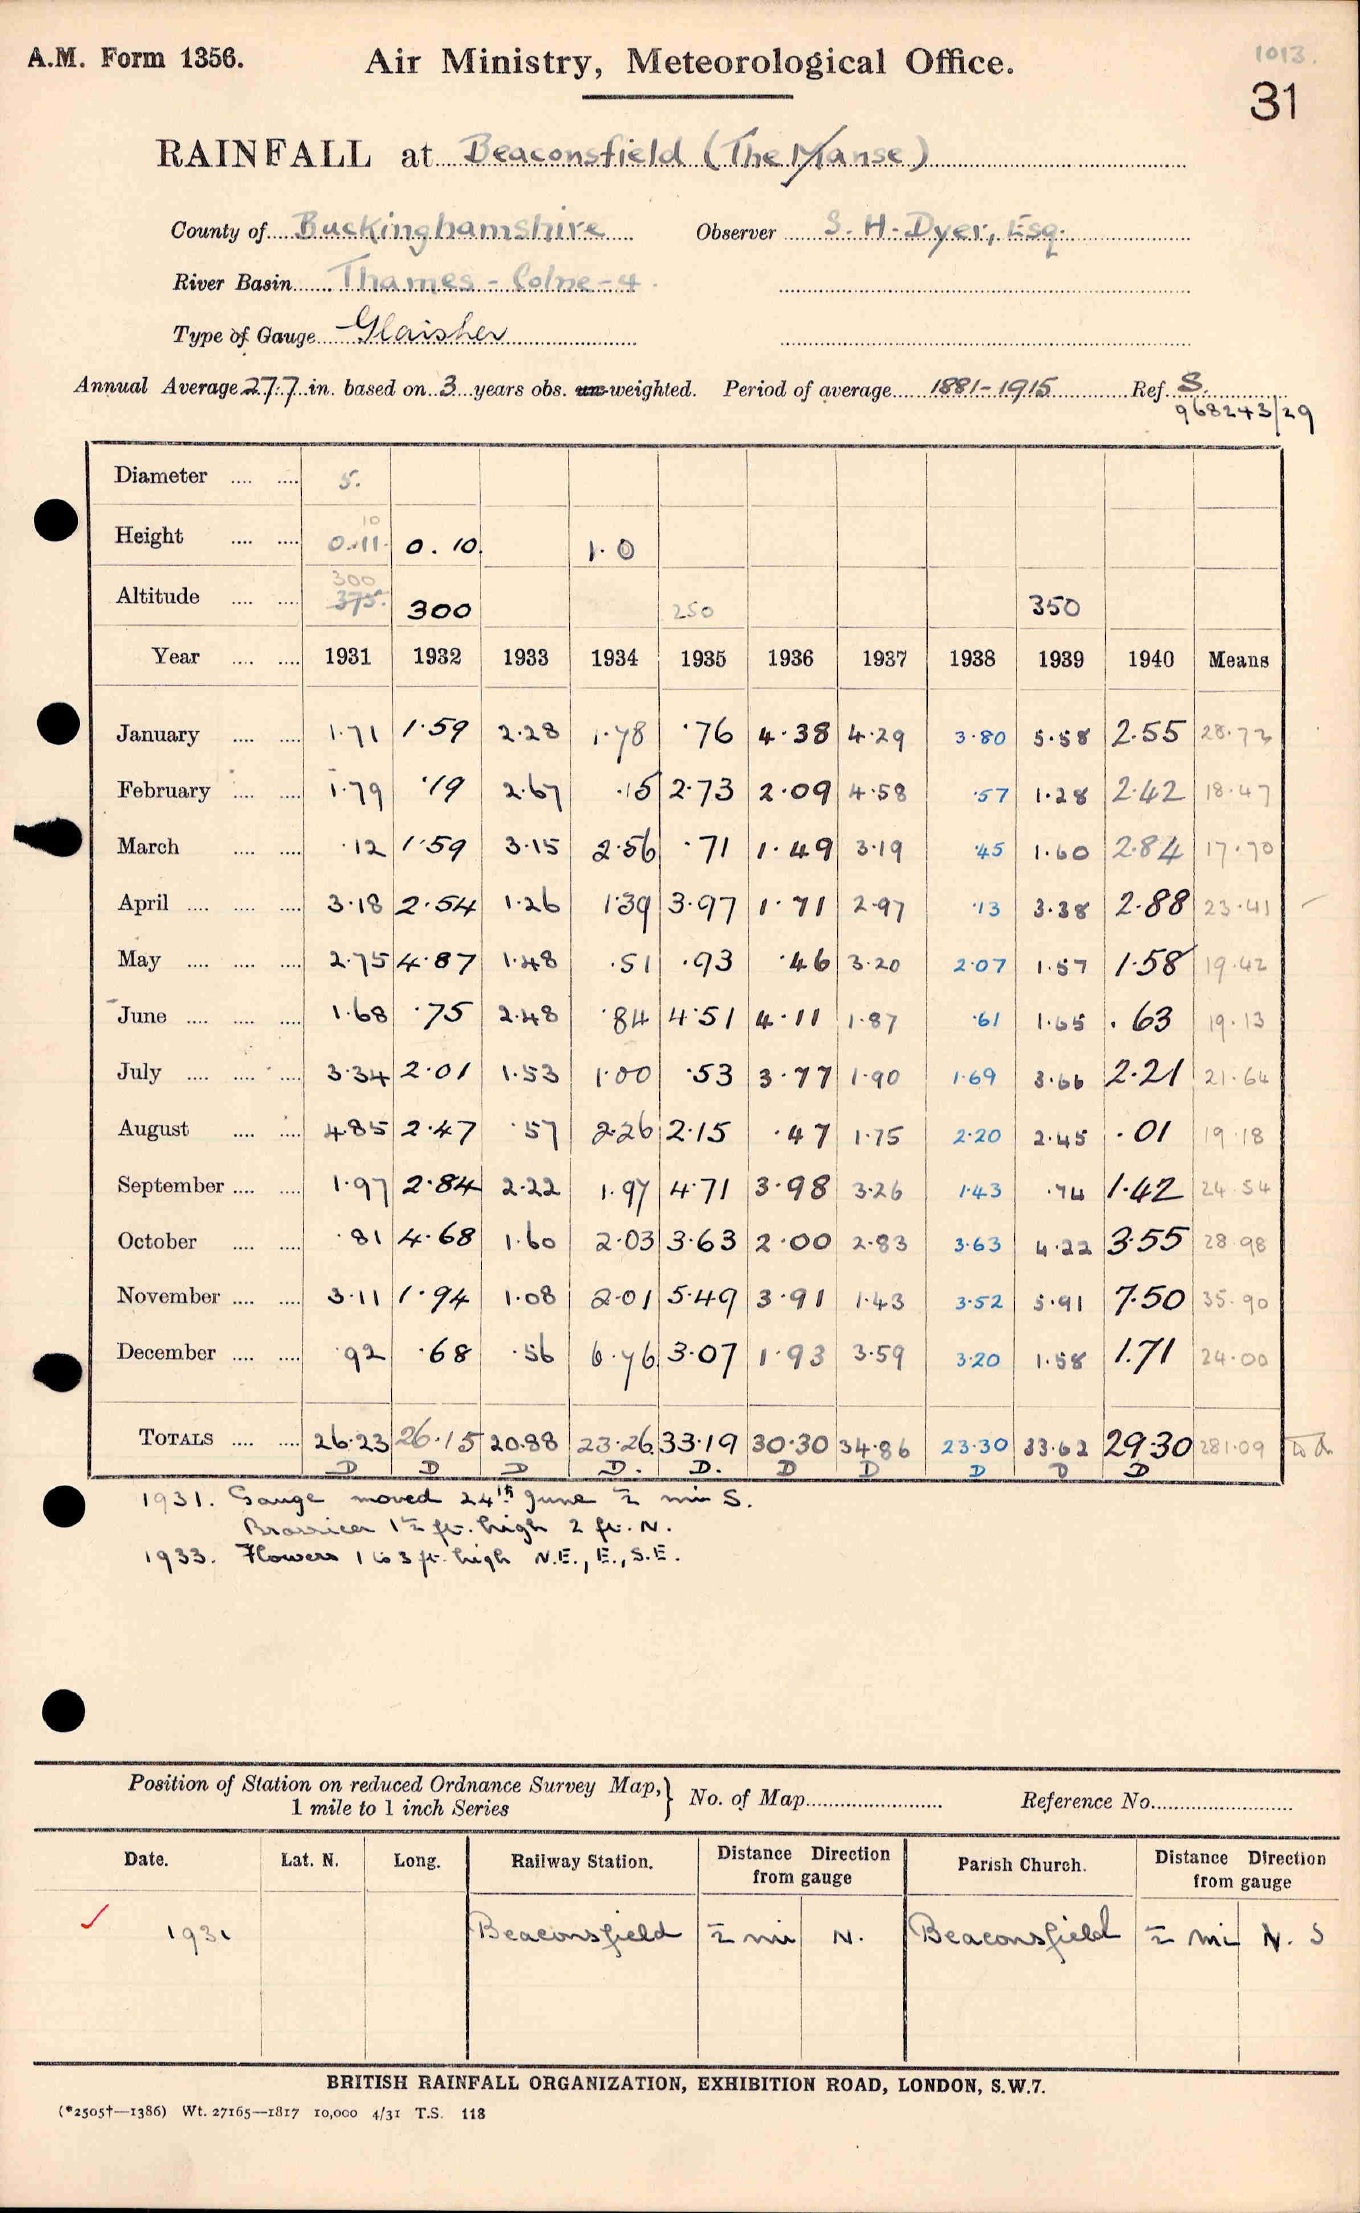 1013.
A.M. Form 1356. Air Ministry, Meteorological Office.
31
RAINFALL at Beaconsfield (The Manse)
County of Buckinghamshire Observer S. H. Dyer, Esq.
River Basin Thames - Colne - 4.
Type of Gauge Glaisher
Annual Average 27.7 in. based on 3 years obs. un-weighted. Period of average 1881-1915 Ref. S.
968243/29
Diameter 5.
10
Height 0.11. 0.10. 1.0
300
Altitude 375. 300 250 350
Year 1931 1932 1933 1934 1935 1936 1937 1938 1939 1940 Means
January 1.71 1.59 2.28 1.78 .76 4.38 4.29 3.80 5.58 2.55 28.72
February 1.79 .19 2.67 .15 2.73 2.09 4.58 .57 1.28 2.42 18.47
March .12 1.59 3.15 2.56 .71 1.49 3.19 .45 1.60 2.84 17.70
April 3.18 2.54 1.26 1.39 3.97 1.71 2.97 .13 3.38 2.88 23.41
May 2.75 4.87 1.48 .51 .93 .46 3.20 2.07 1.57 1.58 19.42
June 1.68 .75 2.48 .84 4.51 4.11 1.87 .61 1.65 .63 19.13
July 3.34 2.01 1.53 1.00 .53 3.77 1.90 1.69 3.66 2.21 21.64
August 4.85 2.47 .57 2.26 2.15 .47 1.75 2.20 2.45 .01 19.18
September 1.97 2.84 2.22 1.97 4.71 3.98 3.26 1.43 .74 1.42 24.54
October .81 4.68 1.60 2.03 3.63 2.00 2.83 3.63 4.22 3.55 28.98
November 3.11 1.94 1.08 2.01 5.49 3.91 1.43 3.52 5.91 7.50 35.90
December .92 .68 .56 6.76 3.07 1.93 3.59 3.20 1.58 1.71 24.00
TOTALS 26.23 26.15 20.88 23.26 33.19 30.30 34.86 23.30 33.62 29.30 281.09
D D D D. D. D D D D D
1931. Gauge moved 24th June ½ mi S.
1½ ft. high 2 ft. N.
1933. Flowers 1 to 3 ft. high N.E., E., S.E.
Position of Station on reduced Ordnance Survey Map,
1 mile to 1 inch Series } No. of Map Reference No.
Date. Lat. N. Long. Railway Station. Distance Direction from gauge Parish Church. Distance Direction from gauge
✓ 1931 Beaconsfield ½ mi N. Beaconsfield ½ mi N. S
BRITISH RAINFALL ORGANIZATION, EXHIBITION ROAD, LONDON, S.W.7.
(*2505†—1386) Wt. 27165—1817 10,000 4/31 T.S. 118